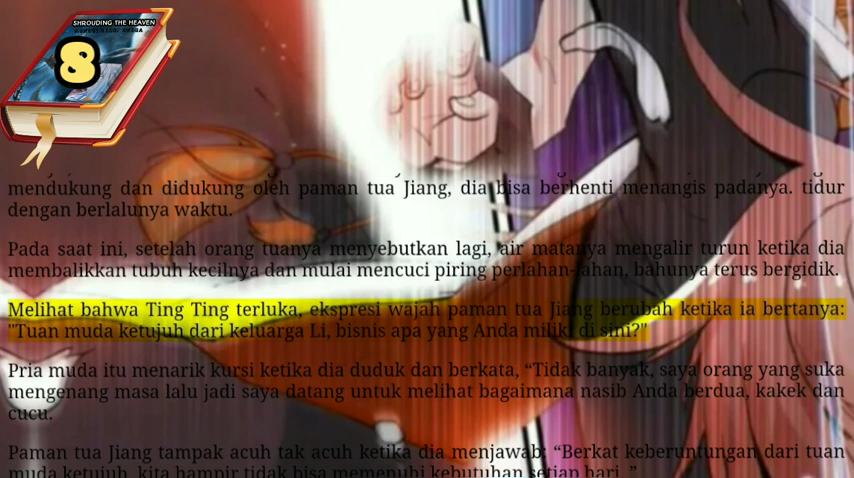 SHROUDING THE HEAVEN
8
mendukung dan didukung oleh paman tua Jiang, dia bisa berhenti menangis padanya. tidur
dengan berlalunya waktu.
Pada saat ini, setelah orang tuanya menyebutkan lagi, air matanya mengalir turun ketika dia
membalikkan tubuh kecilnya dan mulai mencuci piring perlahan-lahan, bahunya terus bergidik.
Melihat bahwa Ting Ting terluka, ekspresi wajah paman tua Jiang berubah ketika ia bertanya:
"Tuan muda ketujuh dari keluarga Li, bisnis apa yang Anda miliki di sini?"
Pria muda itu menarik kursi ketika dia duduk dan berkata, “Tidak banyak, saya orang yang suka
mengenang masa lalu jadi saya datang untuk melihat bagaimana nasib Anda berdua, kakek dan
cucu.
Paman tua Jiang tampak acuh tak acuh ketika dia menjawab: “Berkat keberuntungan dari tuan
muda ketujuh, kita hampir tidak bisa memenuhi kebutuhan setiap hari. ”